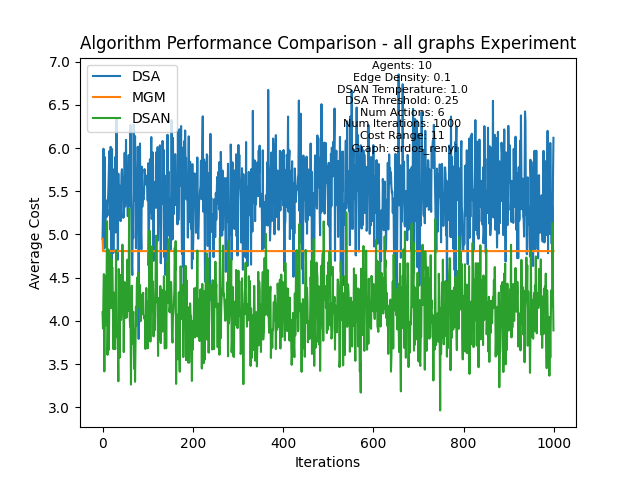 Algorithm Performance Comparison - all graphs Experiment
DSA
MGM
DSAN
Agents: 10
Edge Density: 0.1
DSAN Temperature: 1.0
DSA Threshold: 0.25
Num Actions: 6
Num Iterations: 1000
Cost Range: 11
Graph: erdos_renyi
7.0
6.5
6.0
5.5
5.0
4.5
4.0
3.5
3.0
Average Cost
0 200 400 600 800 1000
Iterations